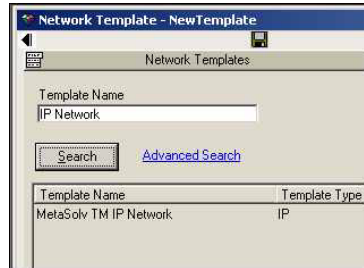 Network Template - NewTemplate
Network Templates
Template Name
IP Network
Search
Advanced Search
Template Name Template Type
MetaSolv TM IP Network IP